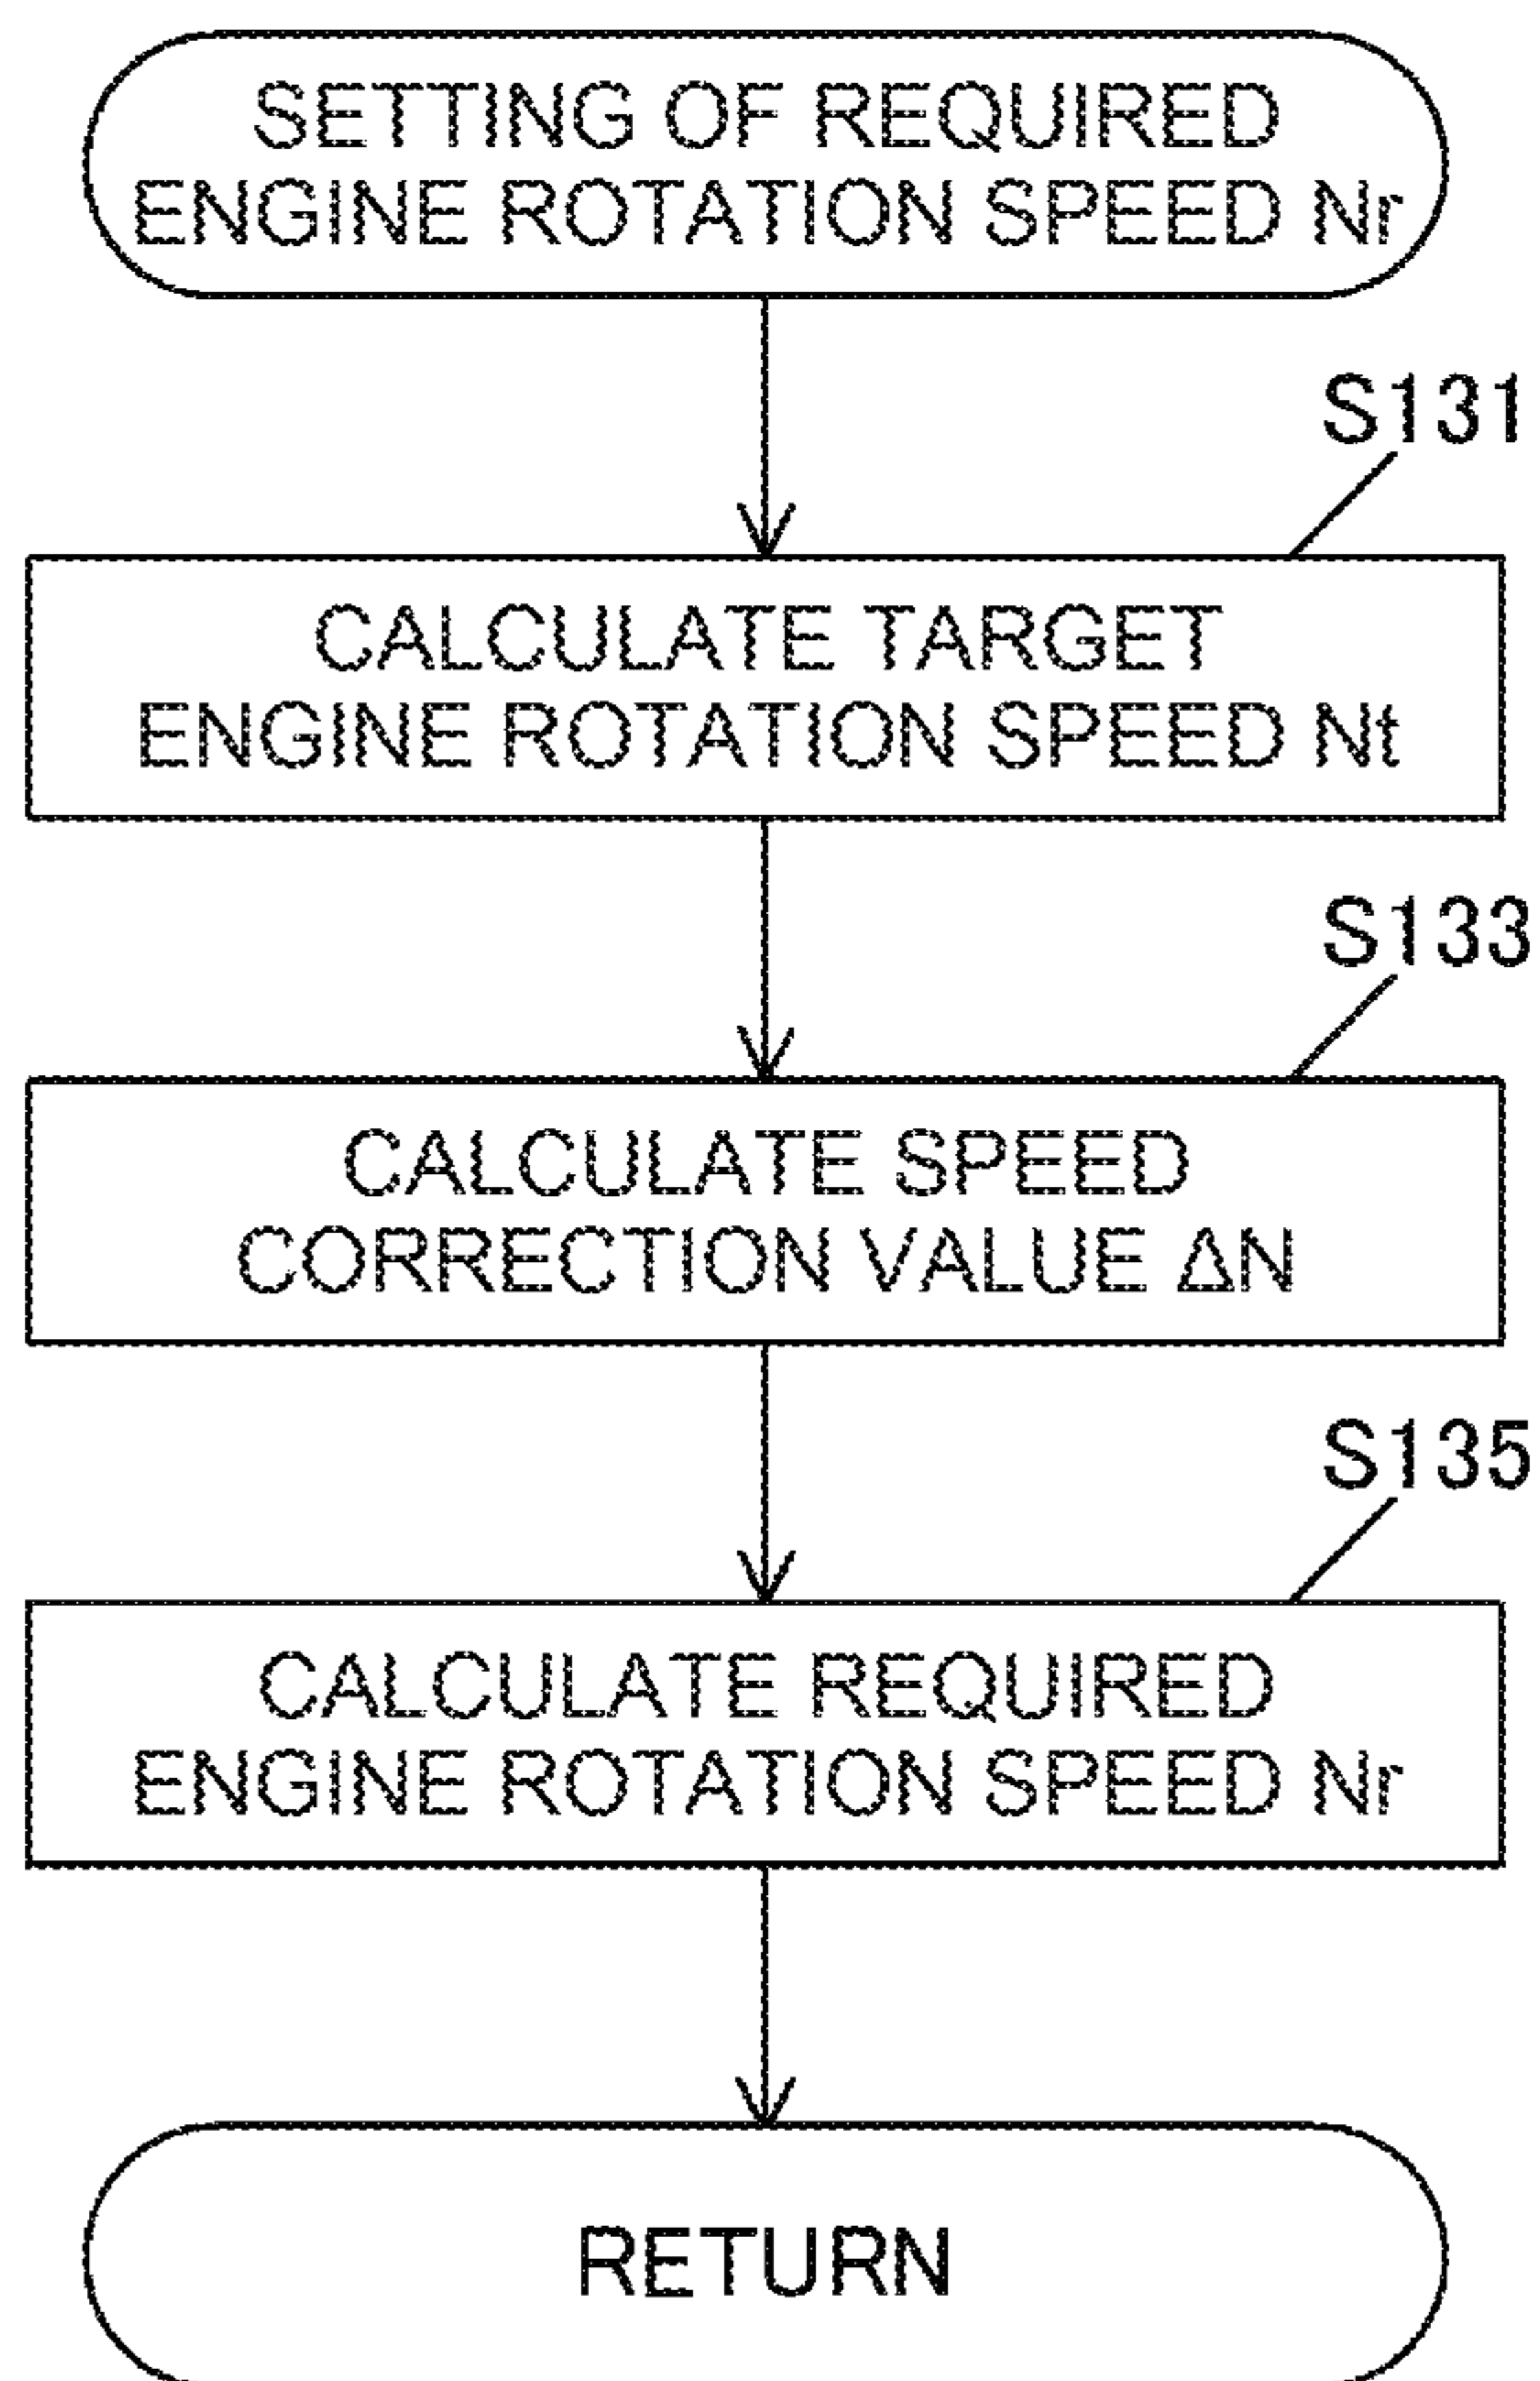 SETTING OF REQUIRED
ENGINE ROTATION SPEED Nr
S131
CALCULATE TARGET
ENGINE ROTATION SPEED Nt
S133
CALCULATE SPEED
CORRECTION VALUE ΔN
S135
CALCULATE REQUIRED
ENGINE ROTATION SPEED Nr
RETURN